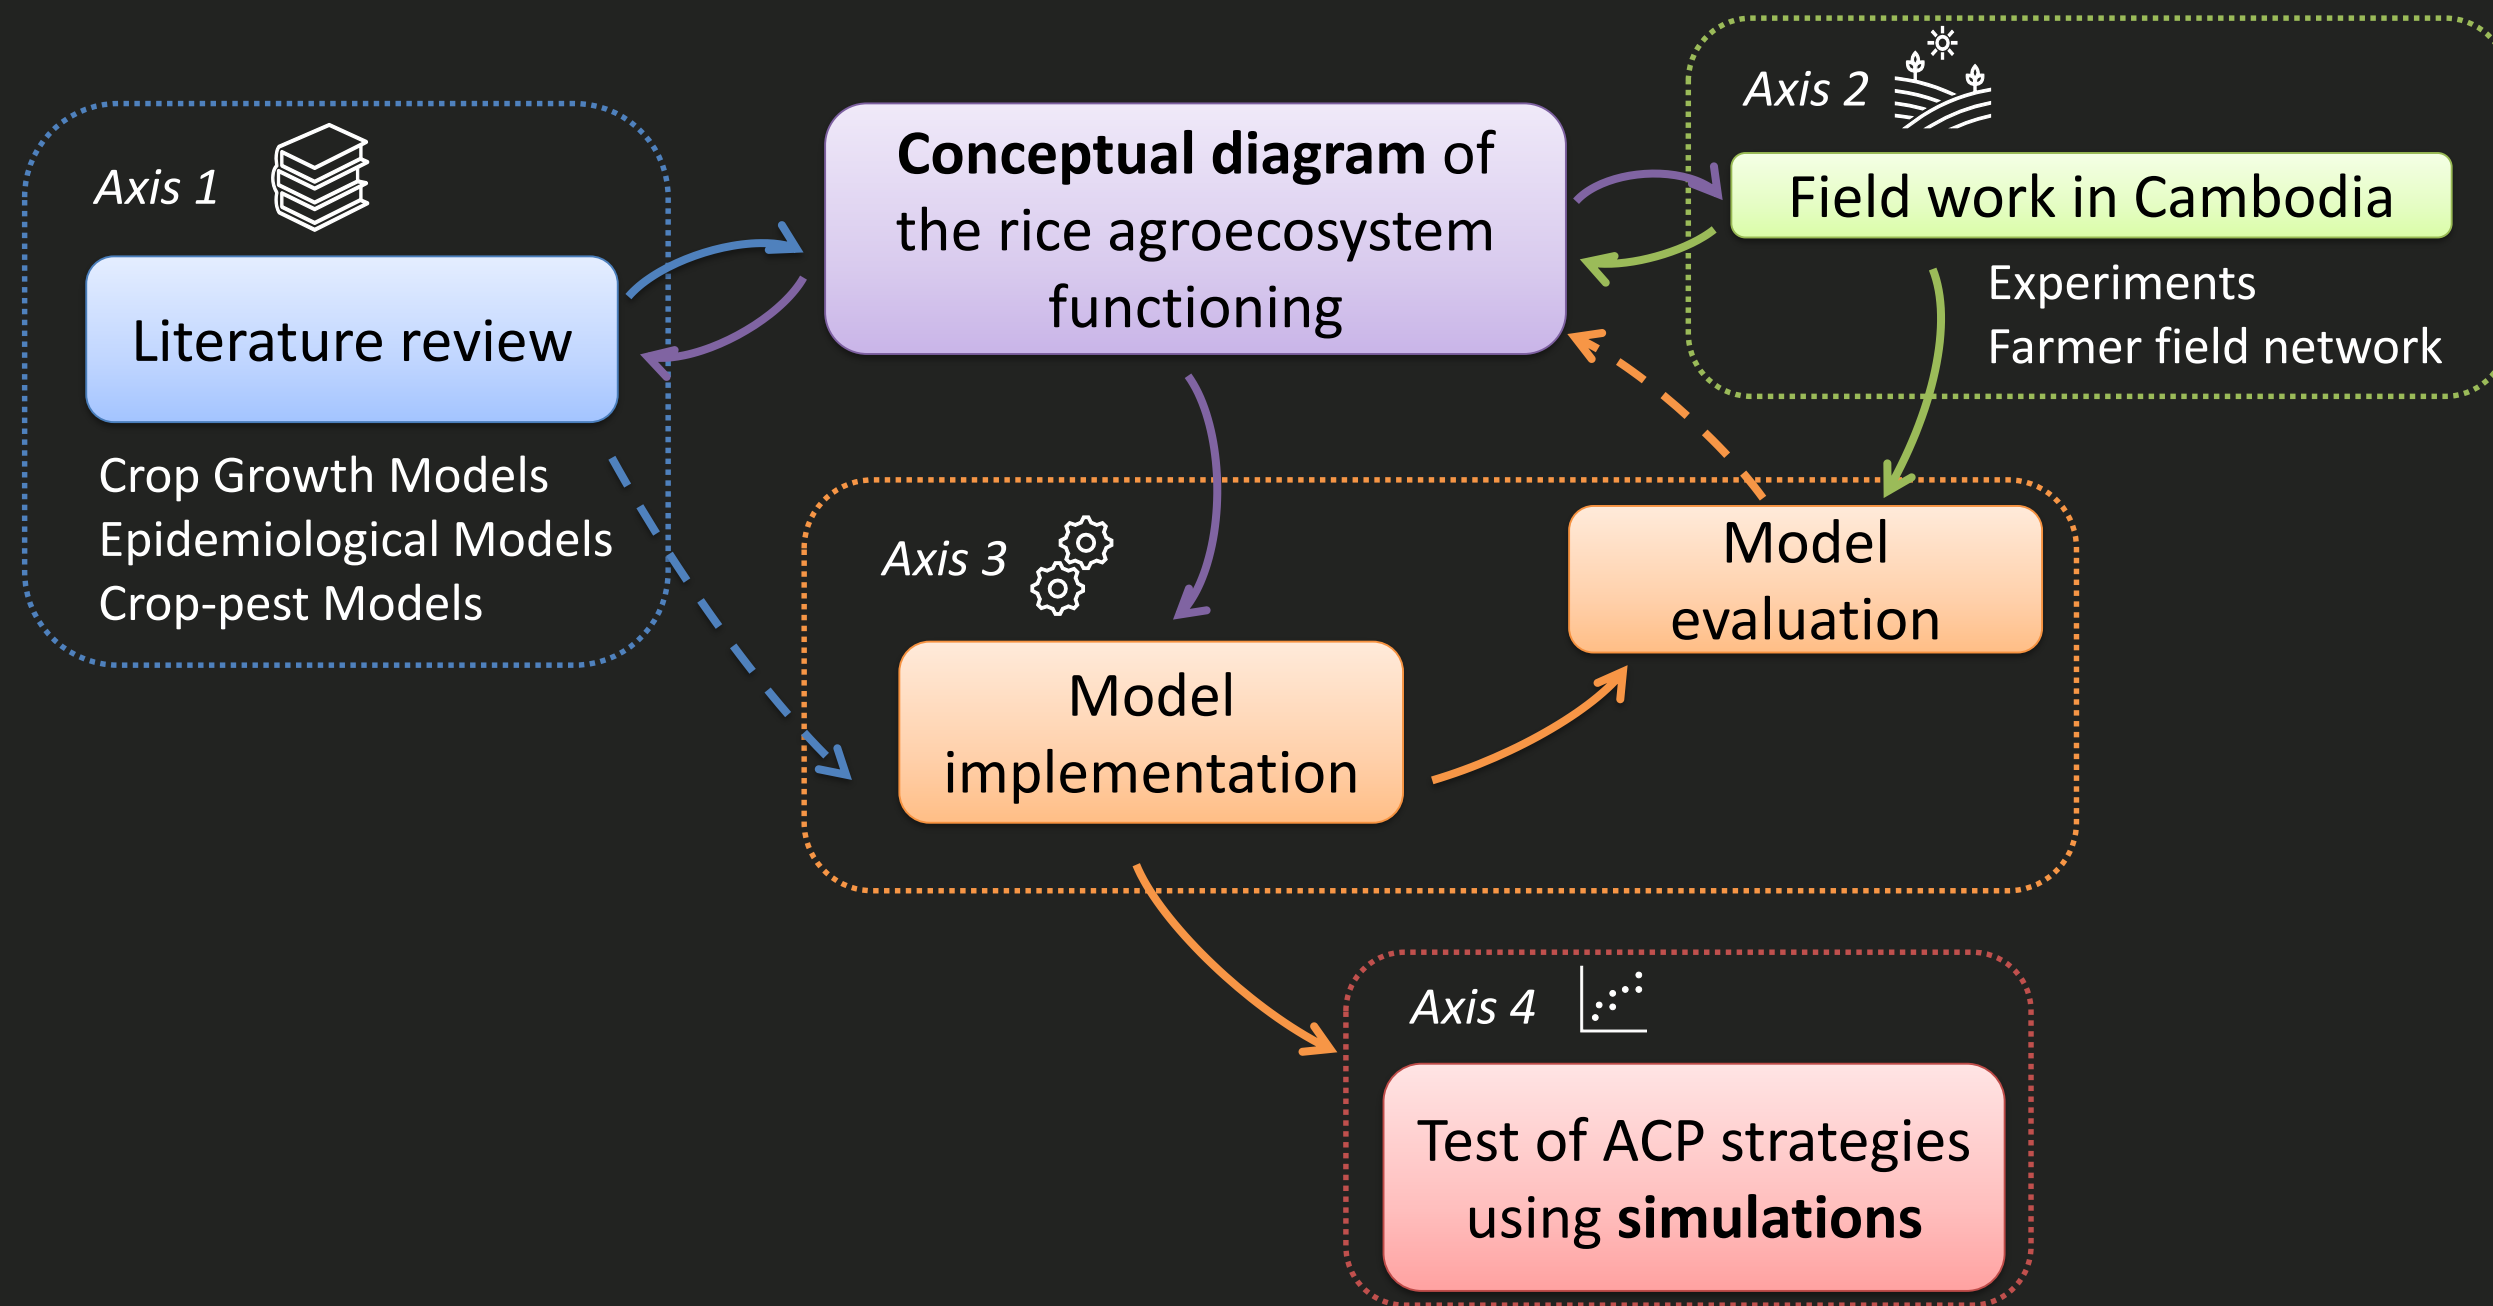 Axis 1
Literature review
Crop Growth Models
Epidemiological Models
Crop-pest Models
Conceptual diagram of
the rice agroecosystem
functioning
Axis 2
Field work in Cambodia
Experiments
Farmer field network
Axis 3
Model
implementation
Model
evaluation
Axis 4
Test of ACP strategies
using simulations